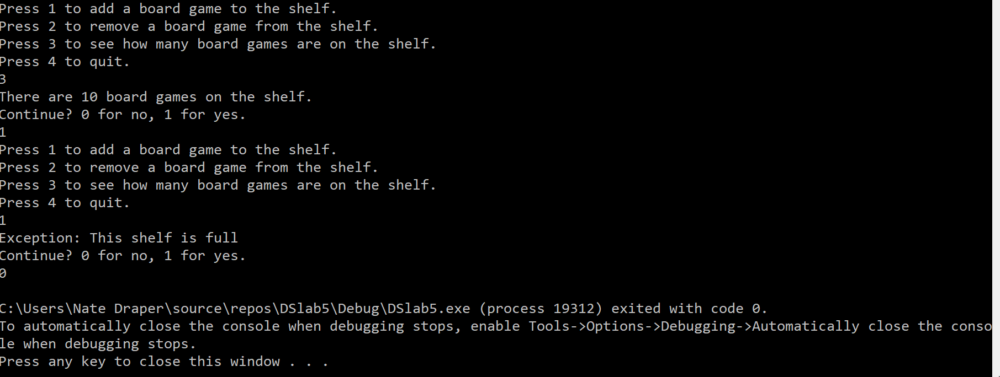 Press 1 to add a board game to the shelf.
Press 2 to remove a board game from the shelf.
Press 3 to see how many board games are on the shelf.
Press 4 to quit.
3
There are 10 board games on the shelf.
Continue? 0 for no, 1 for yes.
1
Press 1 to add a board game to the shelf.
Press 2 to remove a board game from the shelf.
Press 3 to see how many board games are on the shelf.
Press 4 to quit.
1
Exception: This shelf is full
Continue? 0 for no, 1 for yes.
0
C:\Users\Nate Draper\source\repos\DSlab5\Debug\DSlab5.exe (process 19312) exited with code 0.
To automatically close the console when debugging stops, enable Tools->Options->Debugging->Automatically close the conso
le when debugging stops.
Press any key to close this window . . .